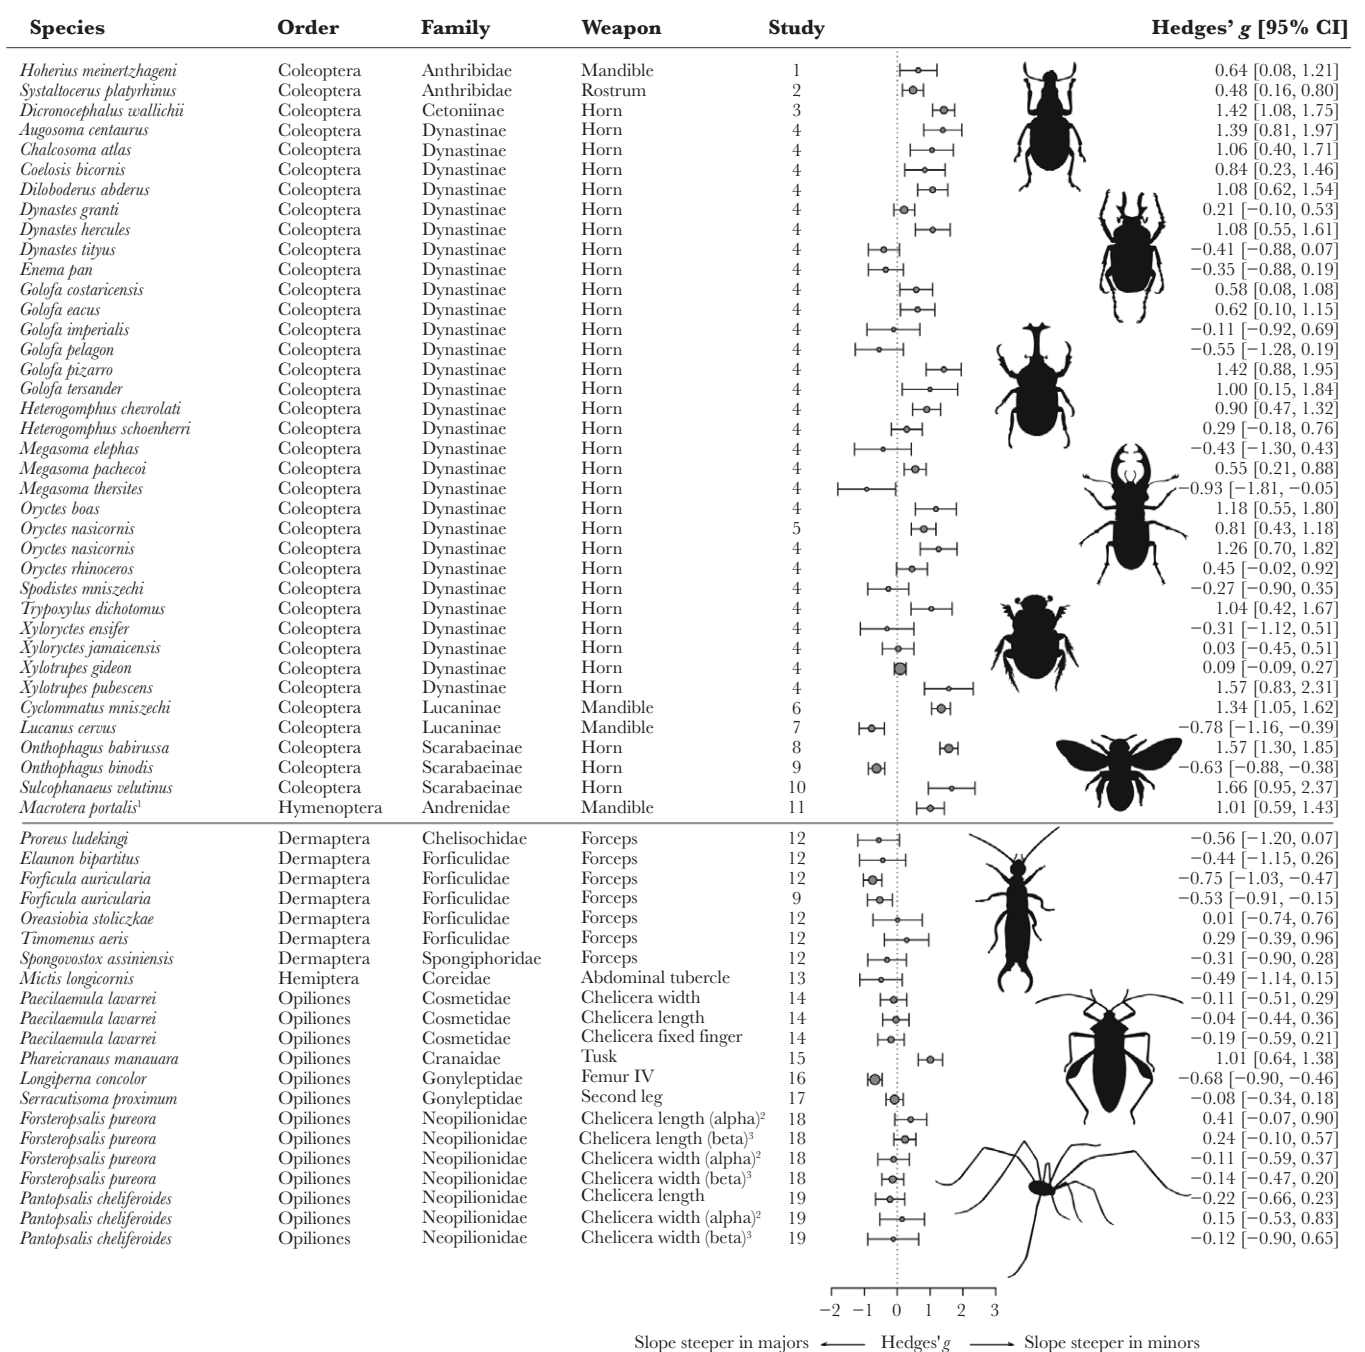 Species Order Family Weapon Study Hedges' g [95% CI]
Hoherius meinertzhageni Coleoptera Anthribidae Mandible 1 0.64 [0.08, 1.21]
Systaltocerus platyrhinus Coleoptera Anthribidae Rostrum 2 0.48 [0.16, 0.80]
Dicronocephalus wallichii Coleoptera Cetoniinae Horn 3 1.42 [1.08, 1.75]
Augosoma centaurus Coleoptera Dynastinae Horn 4 1.39 [0.81, 1.97]
Chalcosoma atlas Coleoptera Dynastinae Horn 4 1.06 [0.40, 1.71]
Coelosis bicornis Coleoptera Dynastinae Horn 4 0.84 [0.23, 1.46]
Diloboderus abderus Coleoptera Dynastinae Horn 4 1.08 [0.62, 1.54]
Dynastes granti Coleoptera Dynastinae Horn 4 0.21 [−0.10, 0.53]
Dynastes hercules Coleoptera Dynastinae Horn 4 1.08 [0.55, 1.61]
Dynastes tityus Coleoptera Dynastinae Horn 4 −0.41 [−0.88, 0.07]
Enema pan Coleoptera Dynastinae Horn 4 −0.35 [−0.88, 0.19]
Golofa costaricensis Coleoptera Dynastinae Horn 4 0.58 [0.08, 1.08]
Golofa eacus Coleoptera Dynastinae Horn 4 0.62 [0.10, 1.15]
Golofa imperialis Coleoptera Dynastinae Horn 4 −0.11 [−0.92, 0.69]
Golofa pelagon Coleoptera Dynastinae Horn 4 −0.55 [−1.28, 0.19]
Golofa pizarro Coleoptera Dynastinae Horn 4 1.42 [0.88, 1.95]
Golofa tersander Coleoptera Dynastinae Horn 4 1.00 [0.15, 1.84]
Heterogomphus chevrolati Coleoptera Dynastinae Horn 4 0.90 [0.47, 1.32]
Heterogomphus schoenherri Coleoptera Dynastinae Horn 4 0.29 [−0.18, 0.76]
Megasoma elephas Coleoptera Dynastinae Horn 4 −0.43 [−1.30, 0.43]
Megasoma pachecoi Coleoptera Dynastinae Horn 4 0.55 [0.21, 0.88]
Megasoma thersites Coleoptera Dynastinae Horn 4 −0.93 [−1.81, −0.05]
Oryctes boas Coleoptera Dynastinae Horn 4 1.18 [0.55, 1.80]
Oryctes nasicornis Coleoptera Dynastinae Horn 5 0.81 [0.43, 1.18]
Oryctes nasicornis Coleoptera Dynastinae Horn 4 1.26 [0.70, 1.82]
Oryctes rhinoceros Coleoptera Dynastinae Horn 4 0.45 [−0.02, 0.92]
Spodistes mniszechi Coleoptera Dynastinae Horn 4 −0.27 [−0.90, 0.35]
Trypoxylus dichotomus Coleoptera Dynastinae Horn 4 1.04 [0.42, 1.67]
Xyloryctes ensifer Coleoptera Dynastinae Horn 4 −0.31 [−1.12, 0.51]
Xyloryctes jamaicensis Coleoptera Dynastinae Horn 4 0.03 [−0.45, 0.51]
Xylotrupes gideon Coleoptera Dynastinae Horn 4 0.09 [−0.09, 0.27]
Xylotrupes pubescens Coleoptera Dynastinae Horn 4 1.57 [0.83, 2.31]
Cyclommatus mniszechi Coleoptera Lucaninae Mandible 6 1.34 [1.05, 1.62]
Lucanus cervus Coleoptera Lucaninae Mandible 7 −0.78 [−1.16, −0.39]
Onthophagus babirussa Coleoptera Scarabaeinae Horn 8 1.57 [1.30, 1.85]
Onthophagus binodis Coleoptera Scarabaeinae Horn 9 −0.63 [−0.88, −0.38]
Sulcophanaeus velutinus Coleoptera Scarabaeinae Horn 10 1.66 [0.95, 2.37]
Macrotera portalis¹ Hymenoptera Andrenidae Mandible 11 1.01 [0.59, 1.43]
Proreus ludekingi Dermaptera Chelisochidae Forceps 12 −0.56 [−1.20, 0.07]
Elaunon bipartitus Dermaptera Forficulidae Forceps 12 −0.44 [−1.15, 0.26]
Forficula auricularia Dermaptera Forficulidae Forceps 12 −0.75 [−1.03, −0.47]
Forficula auricularia Dermaptera Forficulidae Forceps 9 −0.53 [−0.91, −0.15]
Oreasiobia stoliczkae Dermaptera Forficulidae Forceps 12 0.01 [−0.74, 0.76]
Timomenus aeris Dermaptera Forficulidae Forceps 12 0.29 [−0.39, 0.96]
Spongovostox assiniensis Dermaptera Spongiphoridae Forceps 12 −0.31 [−0.90, 0.28]
Mictis longicornis Hemiptera Coreidae Abdominal tubercle 13 −0.49 [−1.14, 0.15]
Paecilaemula lavarrei Opiliones Cosmetidae Chelicera width 14 −0.11 [−0.51, 0.29]
Paecilaemula lavarrei Opiliones Cosmetidae Chelicera length 14 −0.04 [−0.44, 0.36]
Paecilaemula lavarrei Opiliones Cosmetidae Chelicera fixed finger 14 −0.19 [−0.59, 0.21]
Phareicranaus manauara Opiliones Cranaidae Tusk 15 1.01 [0.64, 1.38]
Longiperna concolor Opiliones Gonyleptidae Femur IV 16 −0.68 [−0.90, −0.46]
Serracutisoma proximum Opiliones Gonyleptidae Second leg 17 −0.08 [−0.34, 0.18]
Forsteropsalis pureora Opiliones Neopilionidae Chelicera length (alpha)² 18 0.41 [−0.07, 0.90]
Forsteropsalis pureora Opiliones Neopilionidae Chelicera length (beta)³ 18 0.24 [−0.10, 0.57]
Forsteropsalis pureora Opiliones Neopilionidae Chelicera width (alpha)² 18 −0.11 [−0.59, 0.37]
Forsteropsalis pureora Opiliones Neopilionidae Chelicera width (beta)³ 18 −0.14 [−0.47, 0.20]
Pantopsalis cheliferoides Opiliones Neopilionidae Chelicera length 19 −0.22 [−0.66, 0.23]
Pantopsalis cheliferoides Opiliones Neopilionidae Chelicera width (alpha)² 19 0.15 [−0.53, 0.83]
Pantopsalis cheliferoides Opiliones Neopilionidae Chelicera width (beta)³ 19 −0.12 [−0.90, 0.65]
−2 −1 0 1 2 3
Slope steeper in majors Hedges' g Slope steeper in minors